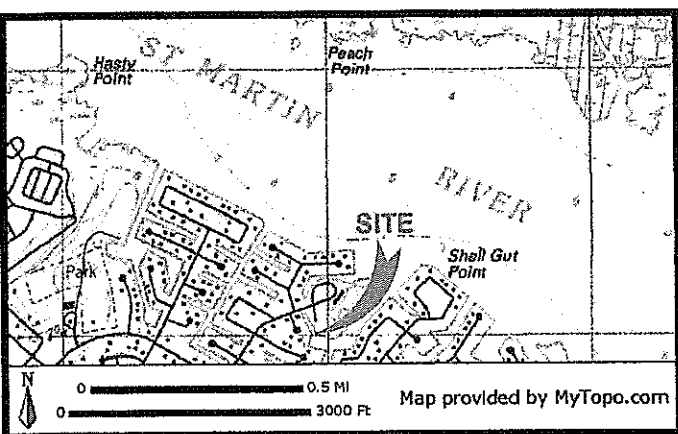 ST MARTIN
Hasty
Point
Peach
Point
RIVER
SITE
Shell Gut
Point
Park
N
0 0.5 MI
0 3000 Ft
Map provided by MyTopo.com